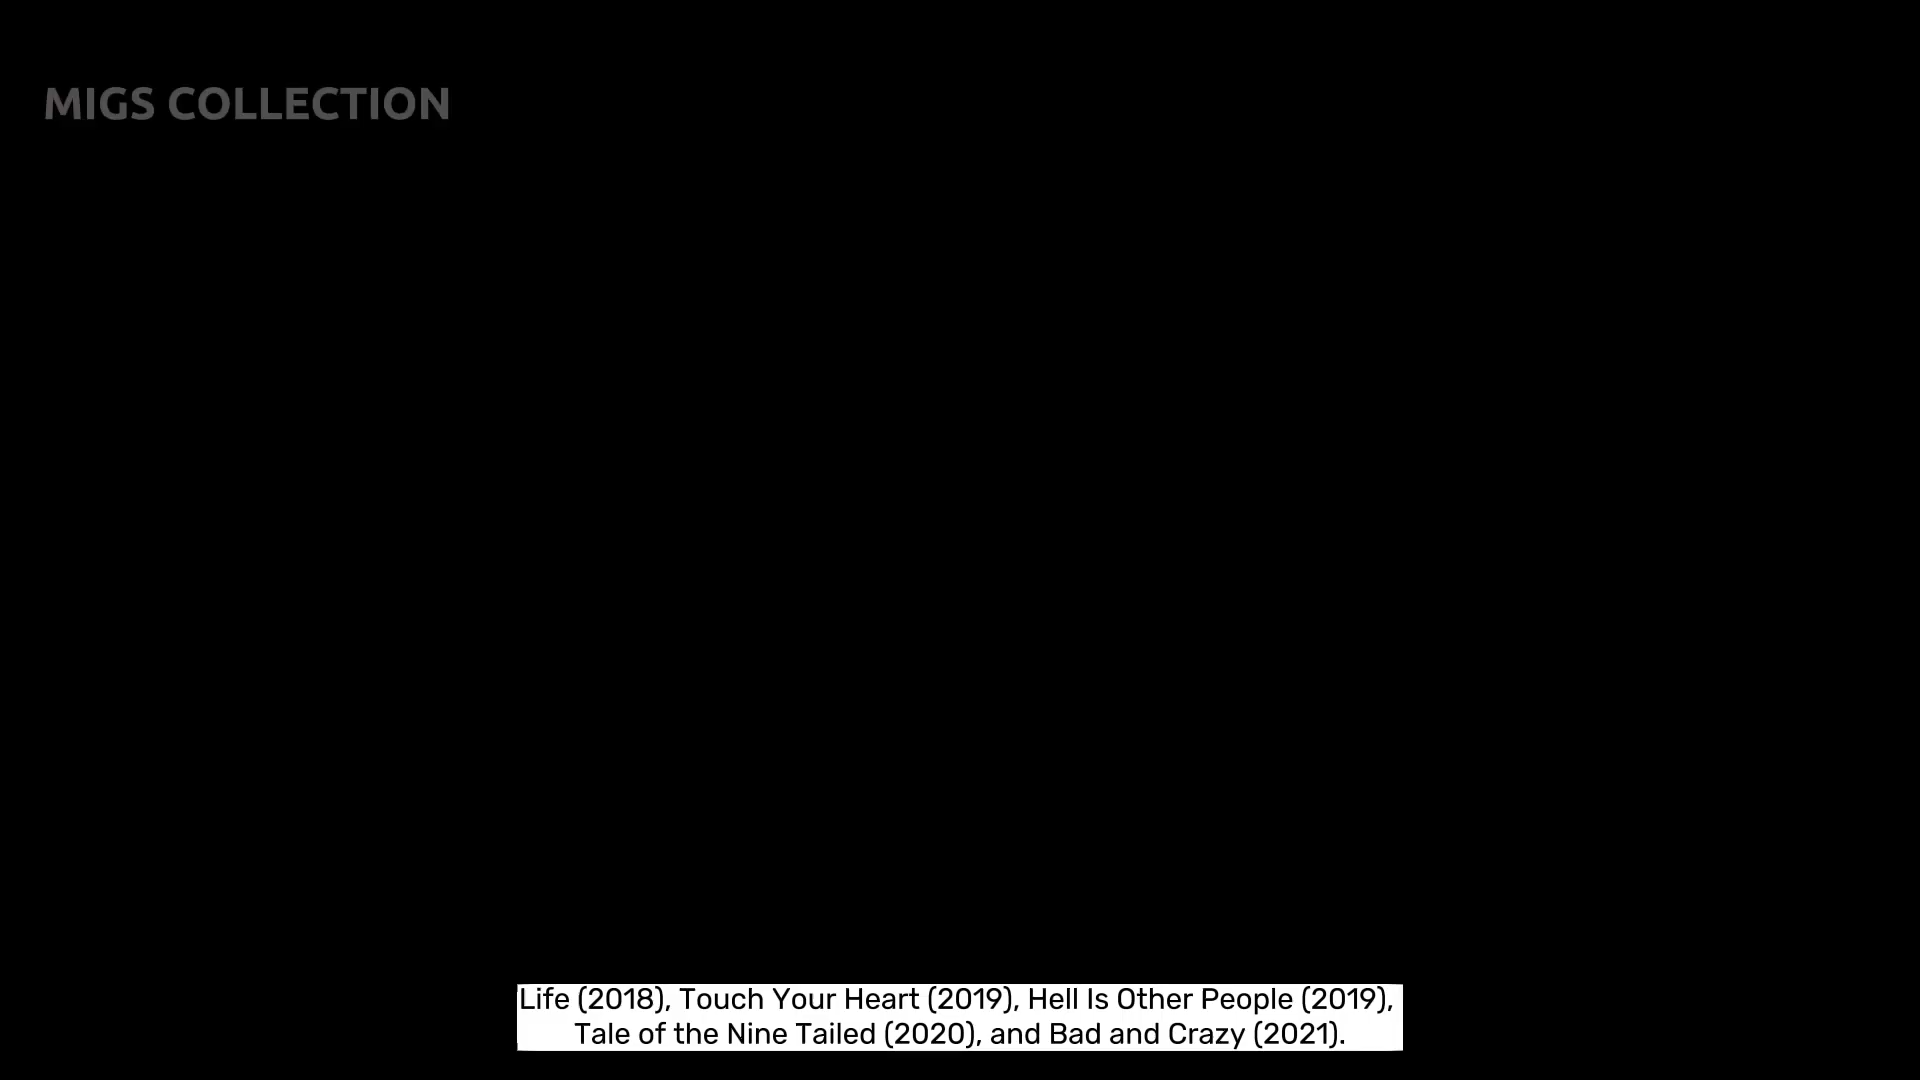 MIGS COLLECTION
Life (2018), Touch Your Heart (2019), Hell Is Other People (2019),
Tale of the Nine Tailed (2020), and Bad and Crazy (2021).